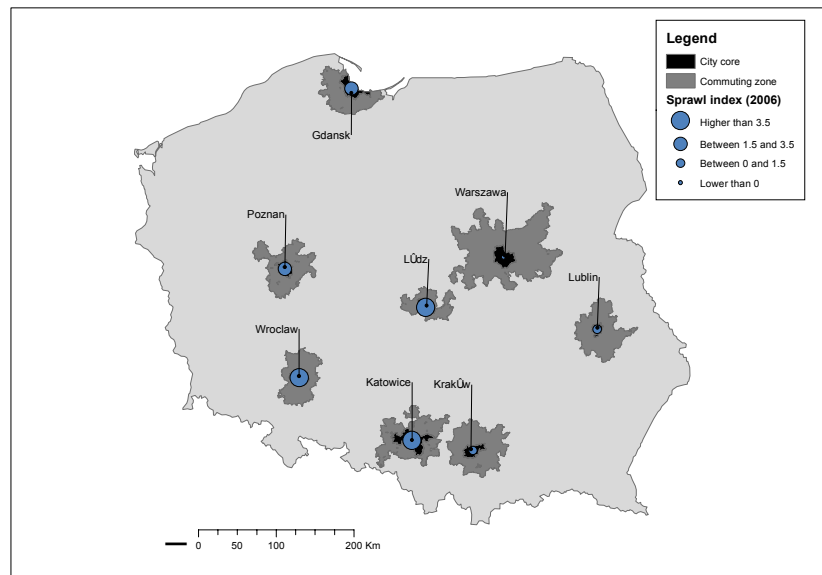 Legend
City core
Commuting zone
Sprawl index (2006)
Higher than 3.5
Between 1.5 and 3.5
Between 0 and 1.5
Lower than 0
Gdansk
Warszawa
Poznan
LÛdz
Lublin
Wroclaw
Katowice
KrakÛw
0 50 100 200 Km